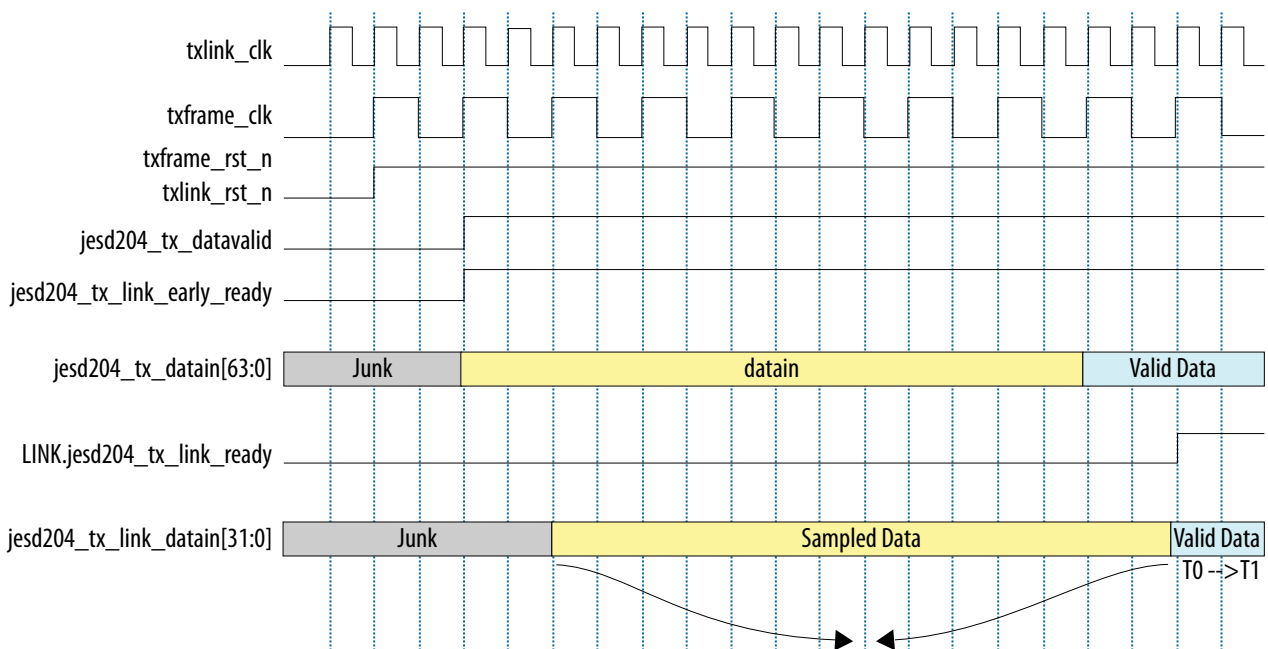 txlink_clk
txframe_clk
txframe_rst_n
txlink_rst_n
jesd204_tx_datavalid
jesd204_tx_link_early_ready
jesd204_tx_datain[63:0] Junk datain Valid Data
LINK.jesd204_tx_link_ready
jesd204_tx_link_datain[31:0] Junk Sampled Data Valid Data
T0 -->T1